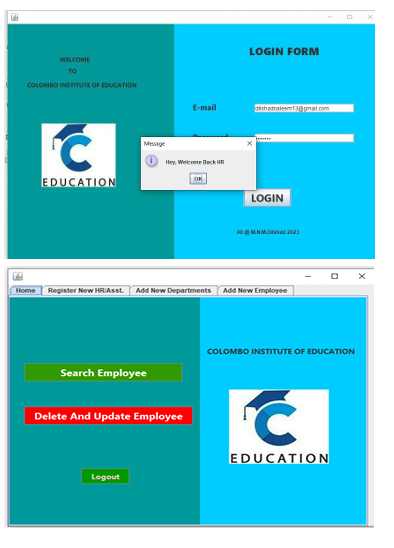 LOGIN FORM
WELCOME
TO
COLOMBO INSTITUTE OF EDUCATION
E-mail
dilshadnaleem13@gmail.com
Password
Message
Hey, Welcome Back HR
OK
C
EDUCATION
LOGIN
All @ M.N.M.Dilshad 2023
Home Register New HR/Asst. Add New Departments Add New Employee
COLOMBO INSTITUTE OF EDUCATION
Search Employee
Delete And Update Employee
C
EDUCATION
Logout